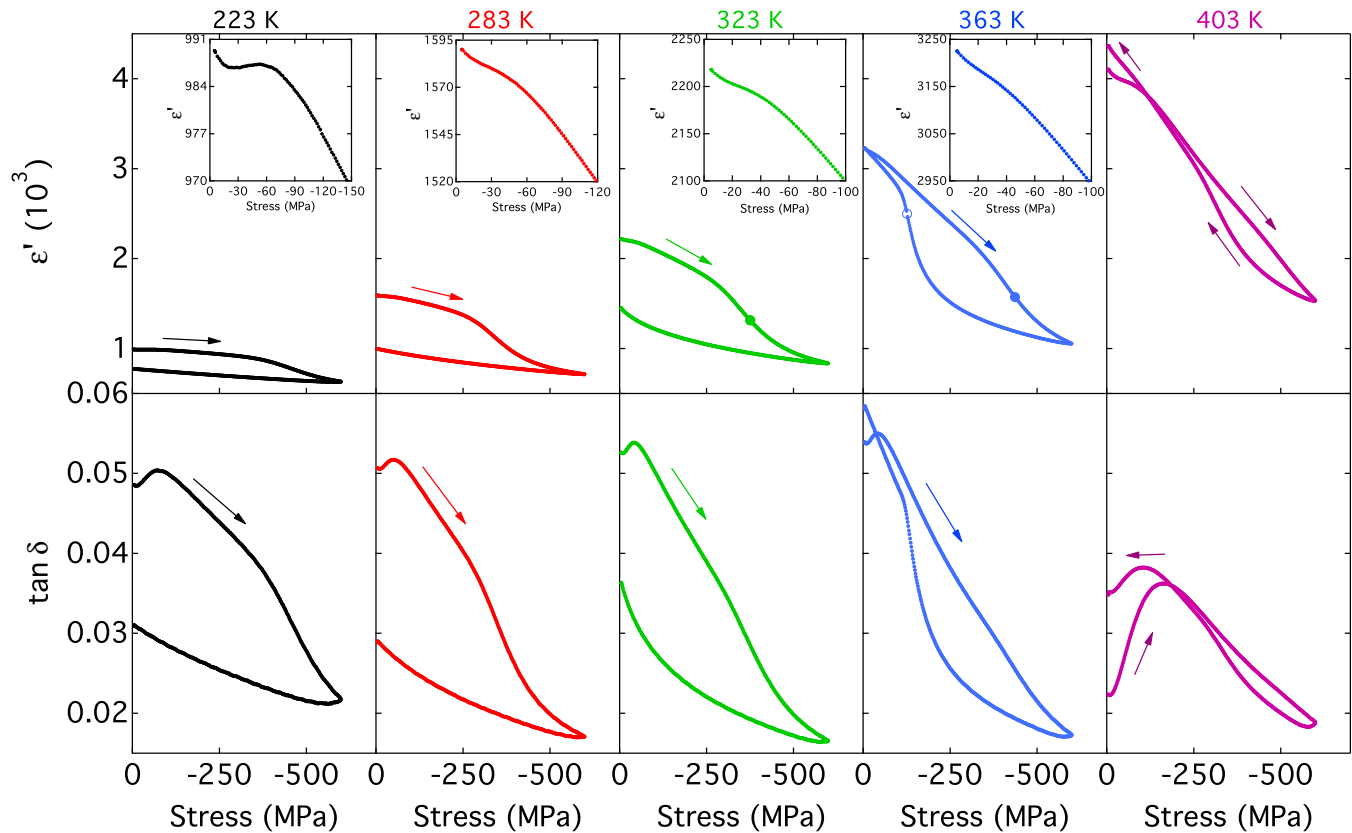 223 K 283 K 323 K 363 K 403 K
991 984 977 970
ε'
0 -30 -60 -90 -120 -150
Stress (MPa)
1595 1570 1545 1520
ε'
0 -30 -60 -90 -120
Stress (MPa)
2250 2200 2150 2100
ε'
0 -20 -40 -60 -80 -100
Stress (MPa)
3250 3150 3050 2950
ε'
0 -20 -40 -60 -80 -100
Stress (MPa)
4
3
2
1
ε' (10³)
0.06
0.05
0.04
0.03
0.02
tan δ
0 -250 -500 0 -250 -500 0 -250 -500 0 -250 -500 0 -250 -500
Stress (MPa) Stress (MPa) Stress (MPa) Stress (MPa) Stress (MPa)